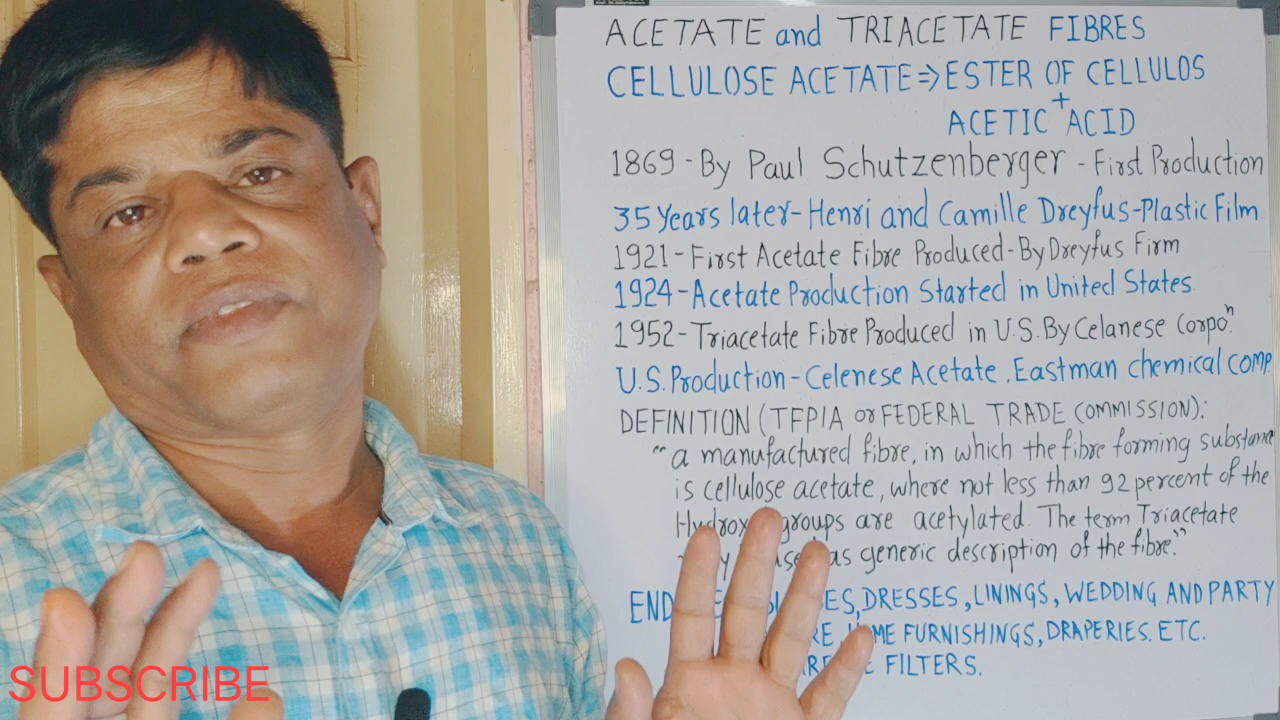 ACETATE and TRIACETATE FIBRES
CELLULOSE ACETATE ⇒ ESTER OF CELLULOS
+
ACETIC ACID
1869 - By Paul Schutzenberger - First Production
35 Years later - Henri and Camille Dreyfus - Plastic Film
1921 - First Acetate Fibre Produced - By Dreyfus Firm
1924 - Acetate Production Started in United States
1952 - Triacetate Fibre Produced in U.S. By Celanese Corpoⁿ.
U.S. Production - Celenese Acetate, Eastman chemical comp.
DEFINITION (TFPIA or FEDERAL TRADE COMMISSION):
"a manufactured fibre, in which the fibre forming substance
is cellulose acetate, where not less than 92 percent of the
groups are acetylated. The term Triacetate
as generic description of the fibre."
DRESSES, LININGS, WEDDING AND PARTY
FURNISHINGS, DRAPERIES. ETC.
FILTERS.
SUBSCRIBE